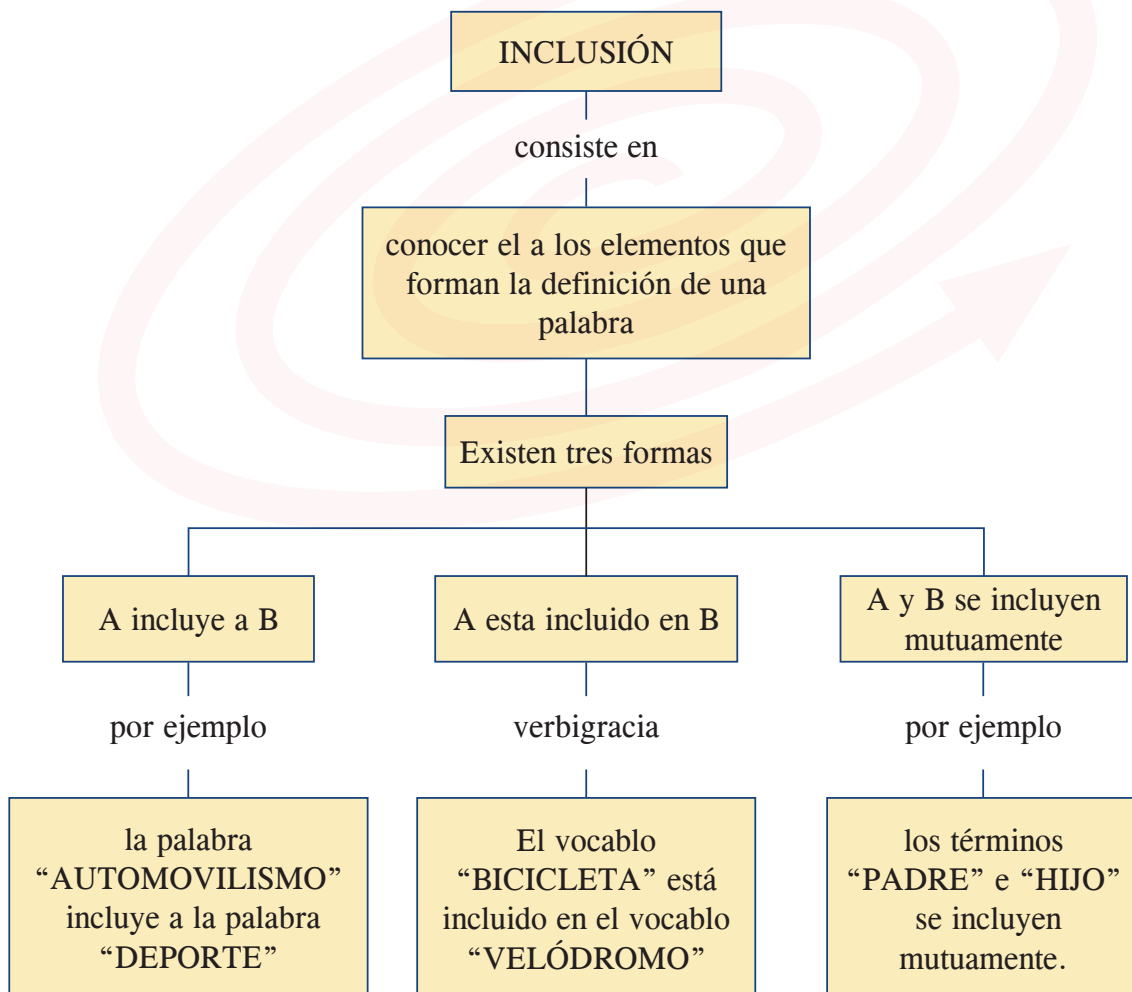 INCLUSIÓN
consiste en
conocer el a los elementos que
forman la definición de una
palabra
Existen tres formas
A incluye a B
por ejemplo
la palabra
“AUTOMOVILISMO”
incluye a la palabra
“DEPORTE”
A esta incluido en B
verbigracia
El vocablo
“BICICLETA” está
incluido en el vocablo
“VELÓDROMO”
A y B se incluyen
mutuamente
por ejemplo
los términos
“PADRE” e “HIJO”
se incluyen
mutuamente.